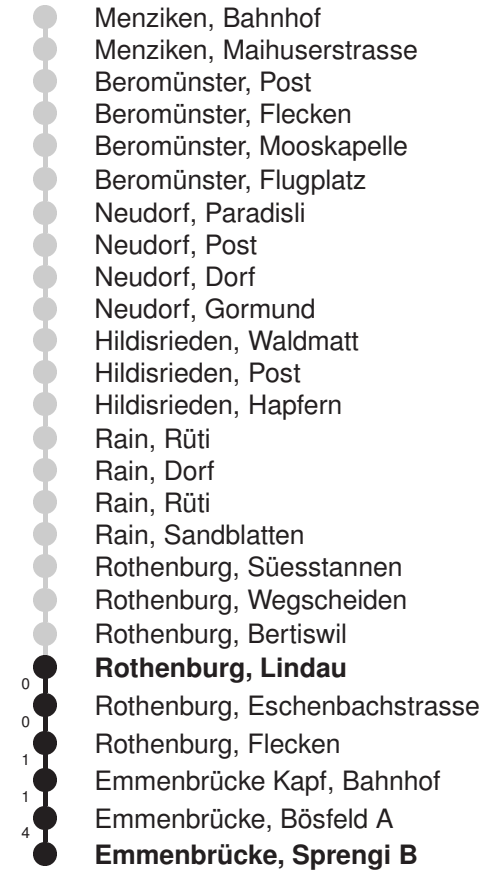 Menziken, Bahnhof
Menziken, Maihuserstrasse
Beromünster, Post
Beromünster, Flecken
Beromünster, Mooskapelle
Beromünster, Flugplatz
Neudorf, Paradisli
Neudorf, Post
Neudorf, Dorf
Neudorf, Gormund
Hildisrieden, Waldmatt
Hildisrieden, Post
Hildisrieden, Hapfern
Rain, Rüti
Rain, Dorf
Rain, Rüti
Rain, Sandblatten
Rothenburg, Süesstannen
Rothenburg, Wegscheiden
Rothenburg, Bertiswil
Rothenburg, Lindau
0
Rothenburg, Eschenbachstrasse
0
Rothenburg, Flecken
1
Emmenbrücke Kapf, Bahnhof
1
Emmenbrücke, Bösfeld A
4
Emmenbrücke, Sprengi B